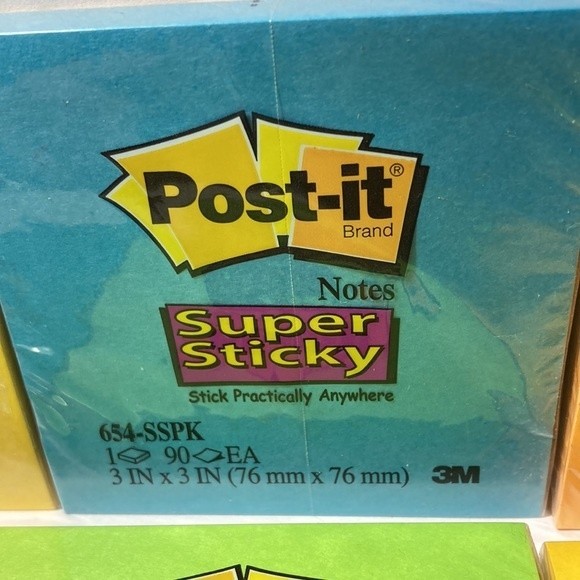 Post-it®
Brand
Notes
Super
Sticky
Stick Practically Anywhere
654-SSPK
1 90 EA
3 IN x 3 IN (76 mm x 76 mm) 3M